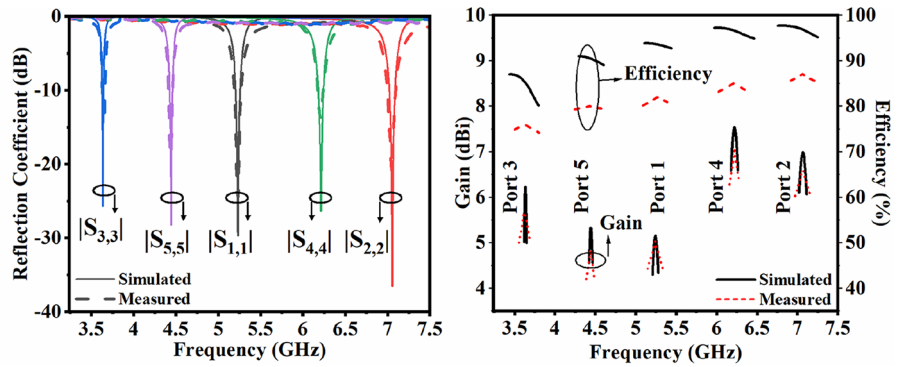 Reflection Coefficient (dB)
0
-10
-20
-30
-40
|S3,3|
|S5,5|
|S1,1|
|S4,4|
|S2,2|
Simulated
Measured
3.5 4 4.5 5 5.5 6 6.5 7 7.5
Frequency (GHz)
Gain (dBi)
10
9
8
7
6
5
4
Efficiency
Port 3
Port 5
Port 1
Port 4
Port 2
Gain
Simulated
Measured
3.5 4 4.5 5 5.5 6 6.5 7 7.5
Frequency (GHz)
100
90
80
70
60
50
40
Efficiency (%)